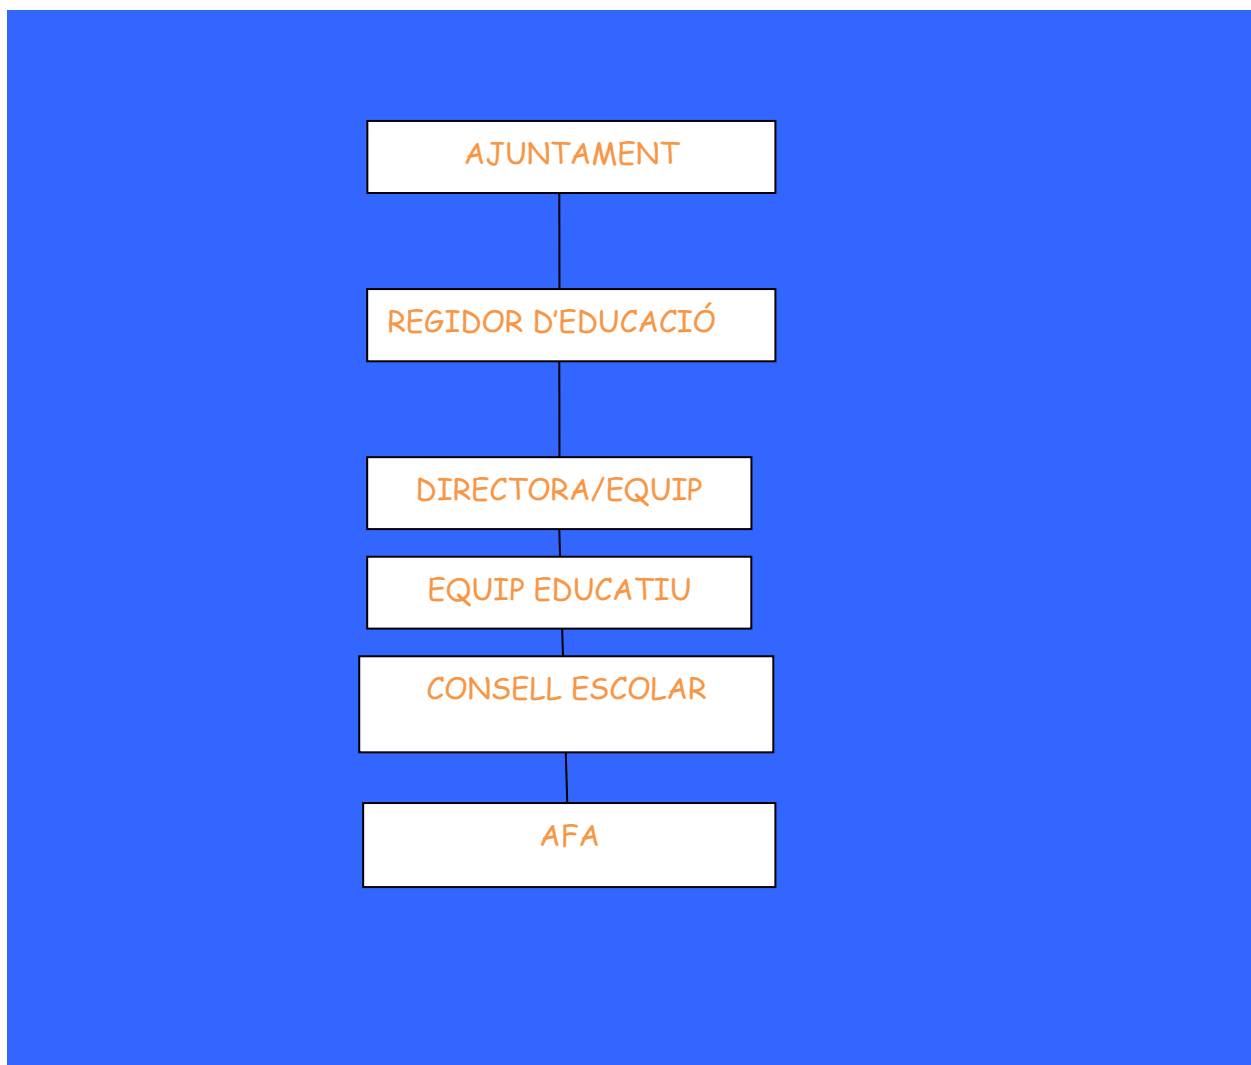 AJUNTAMENT
REGIDOR D’EDUCACIÓ
DIRECTORA/EQUIP
EQUIP EDUCATIU
CONSELL ESCOLAR
AFA